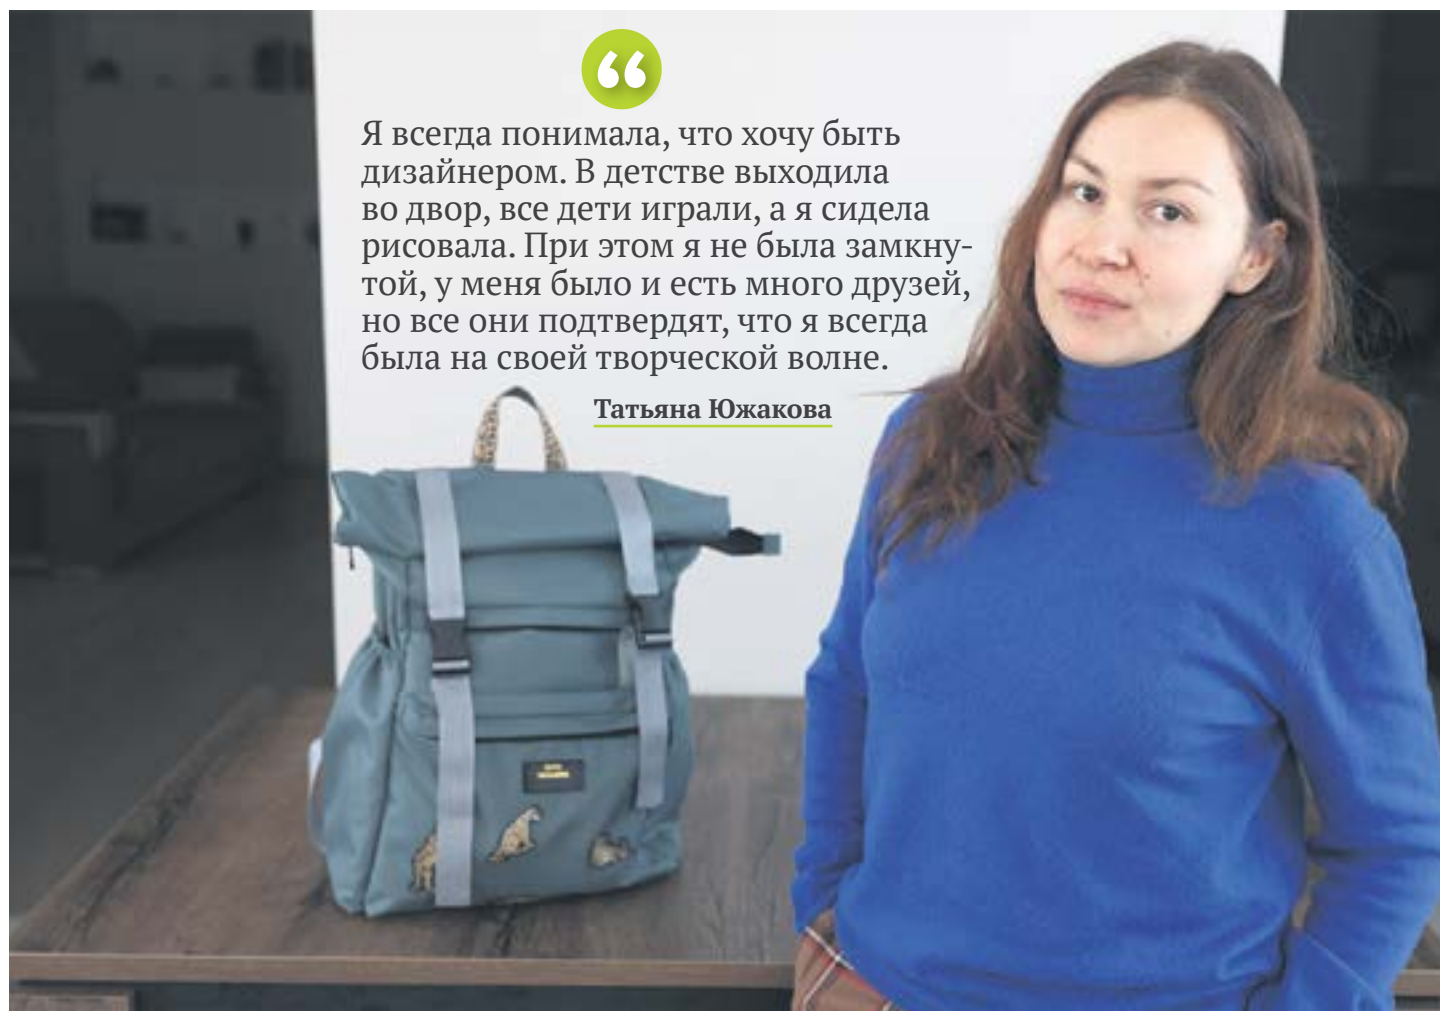 “
Я всегда понимала, что хочу быть
дизайнером. В детстве выходила
во двор, все дети играли, а я сидела
рисовала. При этом я не была замкну-
той, у меня было и есть много друзей,
но все они подтвердят, что я всегда
была на своей творческой волне.
Татьяна Южакова